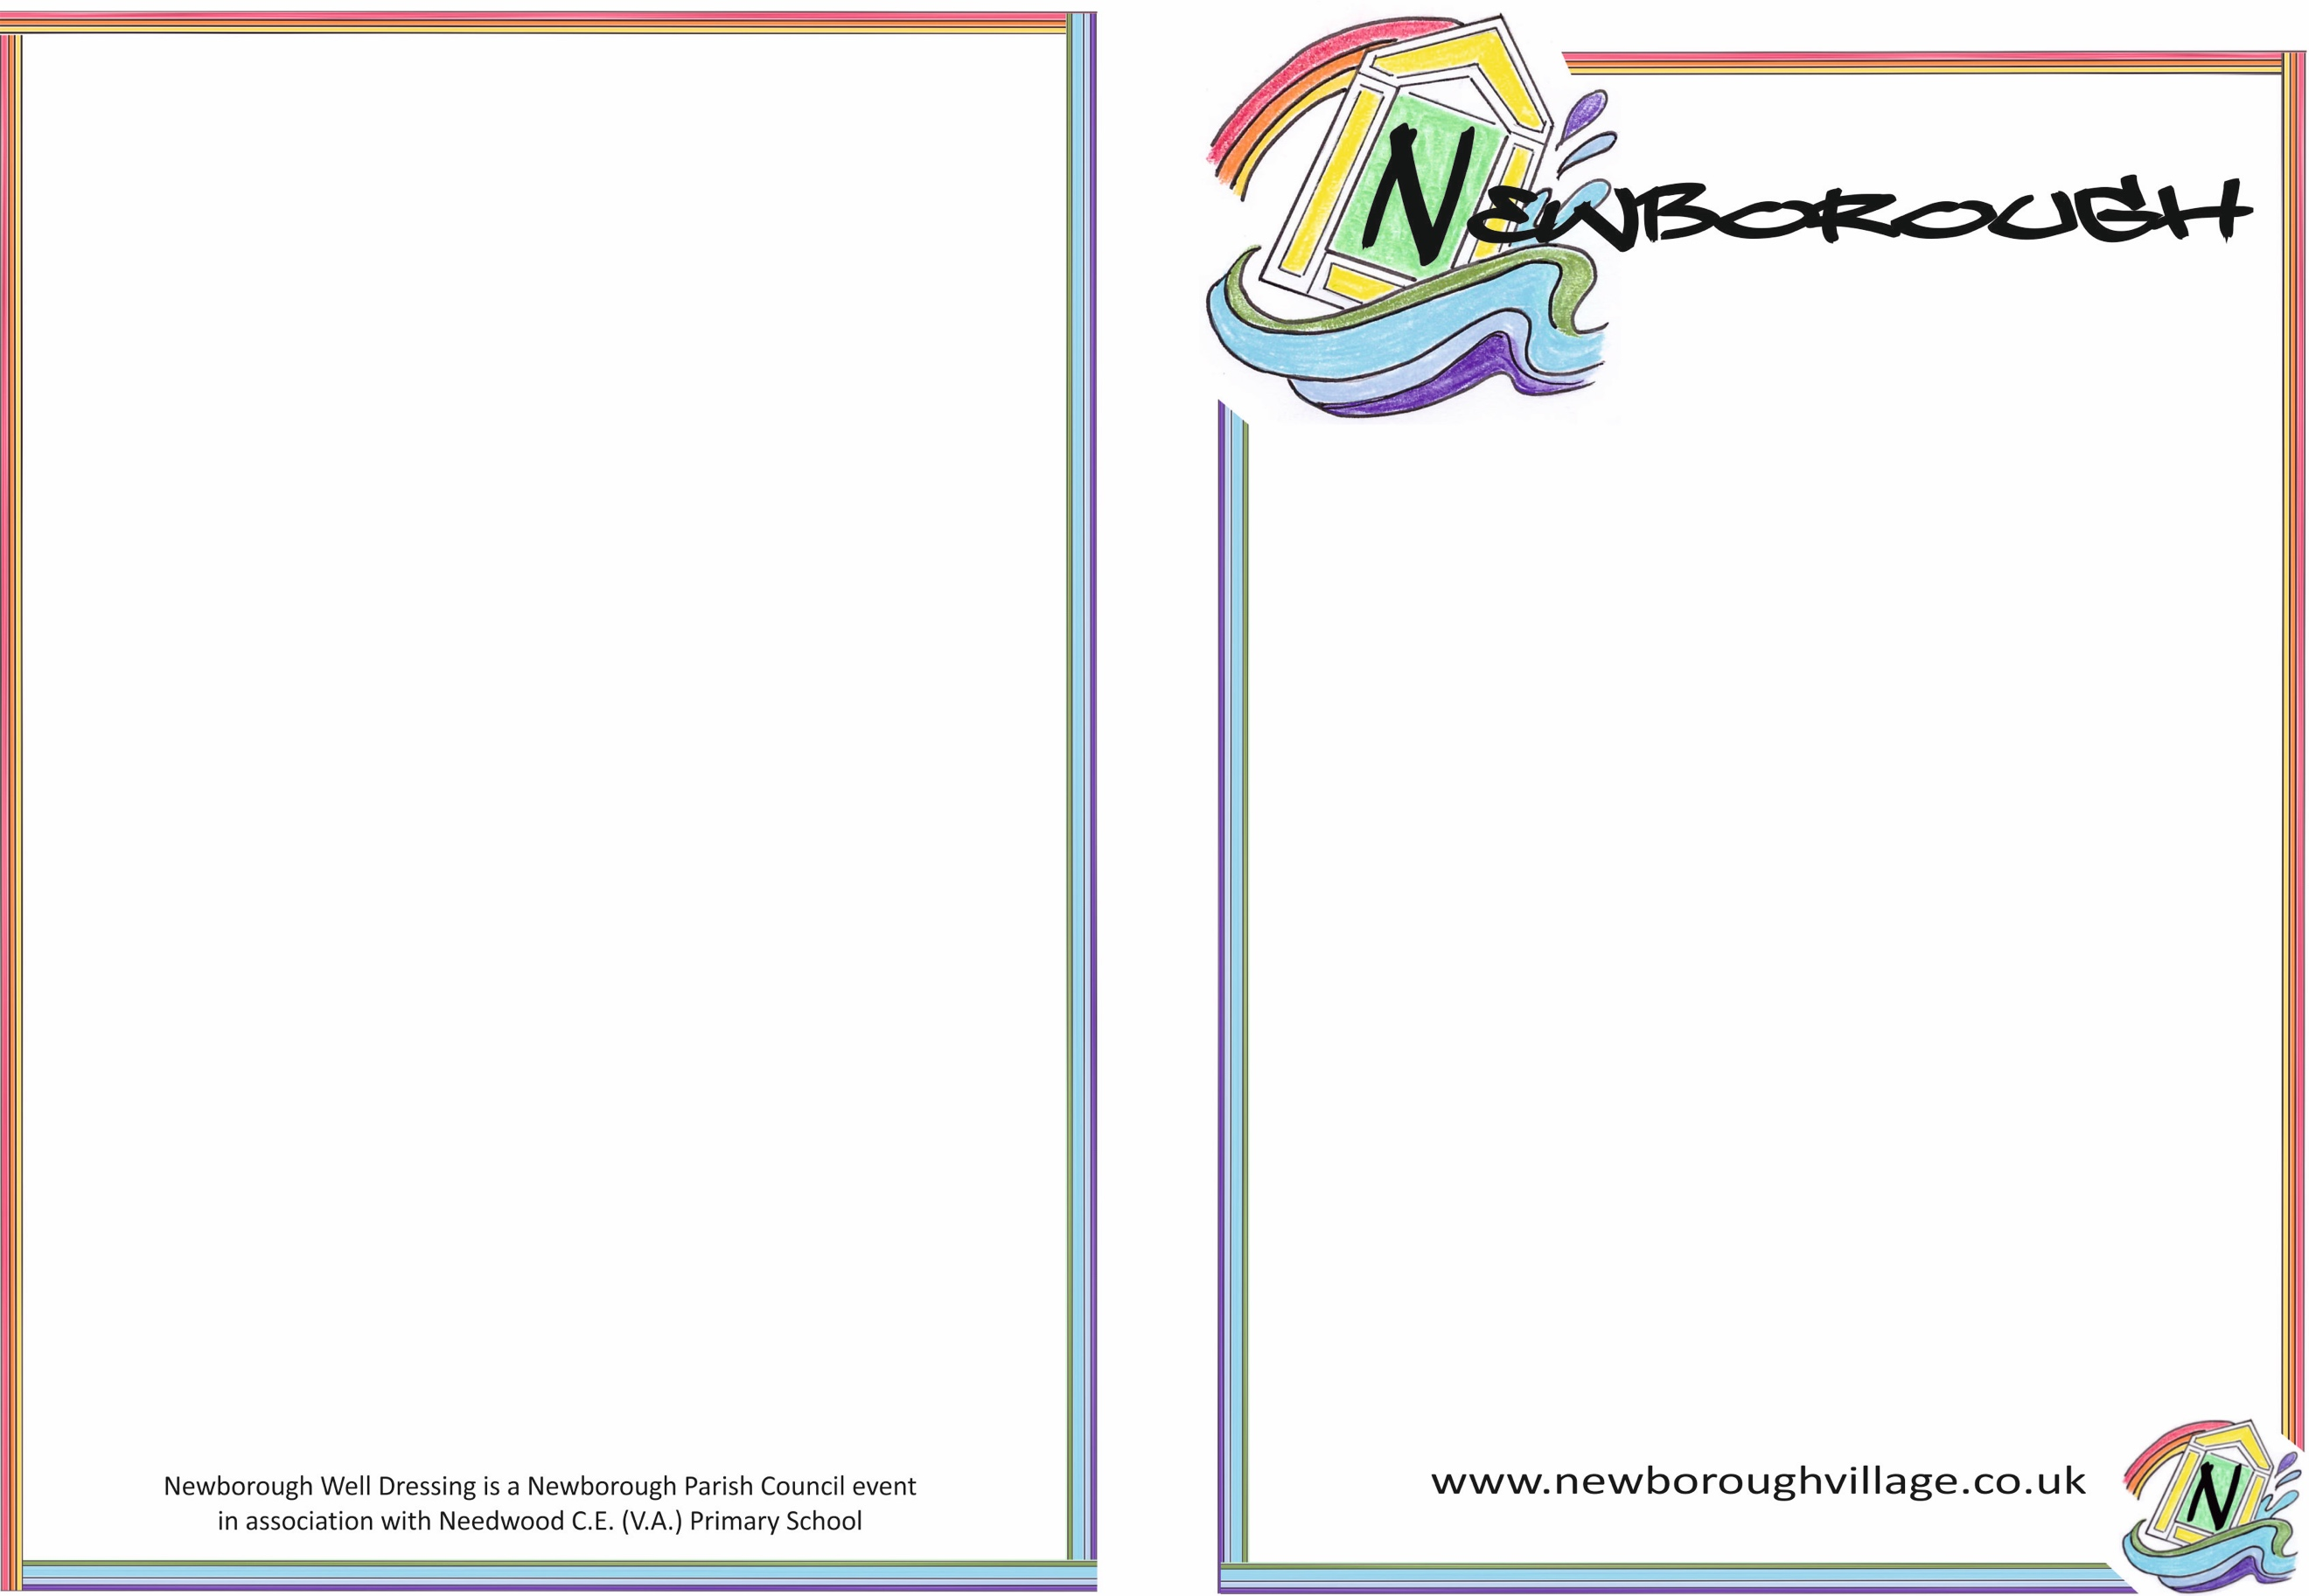 Newborough Well Dressing is a Newborough Parish Council event
in association with Needwood C.E. (V.A.) Primary School
NEWBOROUGH
www.newboroughvillage.co.uk
N